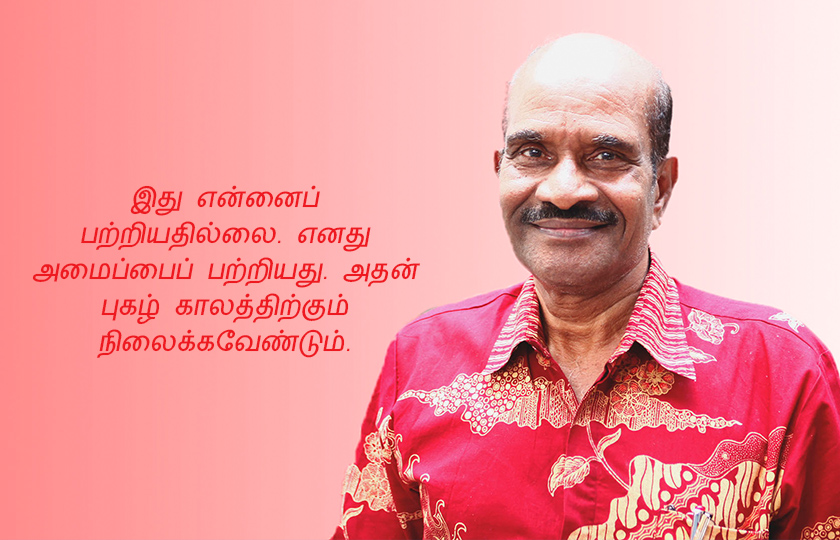 இது என்னைப்
பற்றியதில்லை. எனது
அமைப்பைப் பற்றியது. அதன்
புகழ் காலத்திற்கும்
நிலைக்கவேண்டும்.